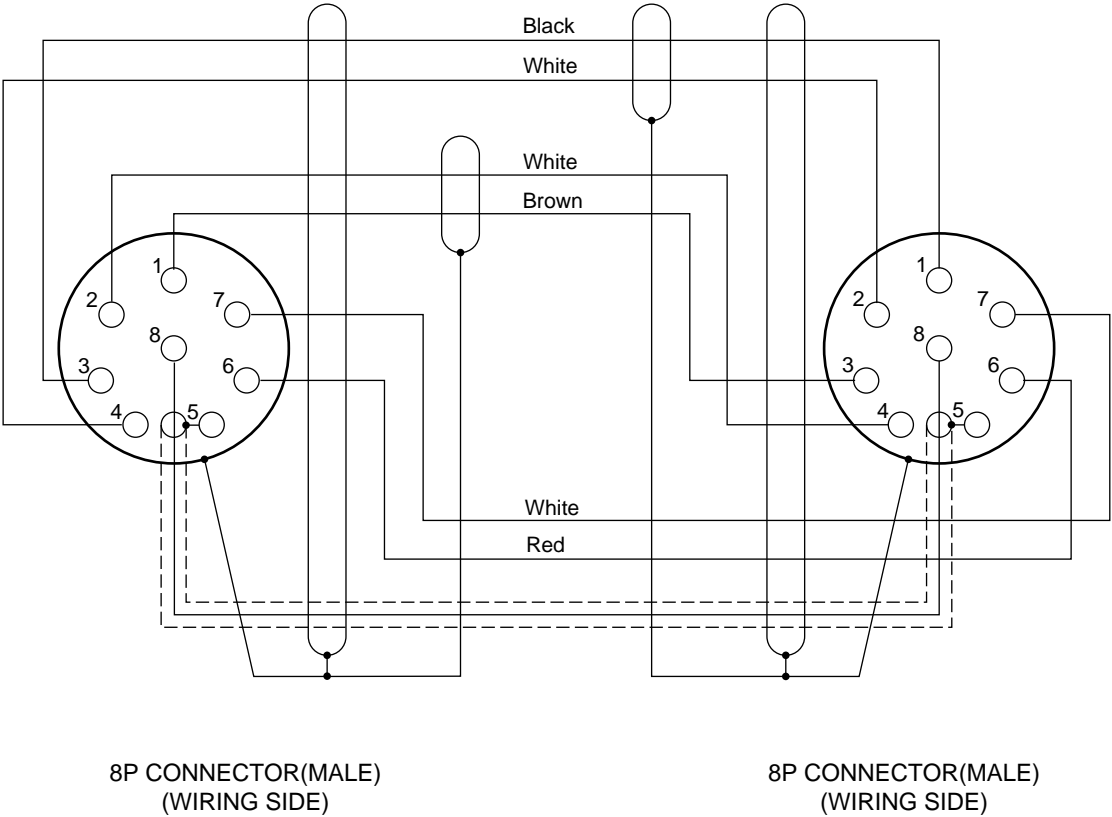 Black
White
White
Brown
1
2
7
8
3
6
4
5
1
2
7
8
3
6
4
5
White
Red
8P CONNECTOR(MALE)
(WIRING SIDE)
8P CONNECTOR(MALE)
(WIRING SIDE)